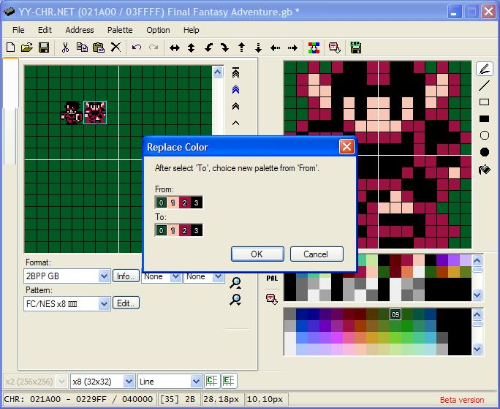 YY-CHR.NET (021A00 / 03FFFF) Final Fantasy Adventure.gb *
File Edit Address Palette Option Help
Replace Color
After select 'To', choice new palette from 'From'.
From:
0 1 2 3
To:
0 1 2 3
OK Cancel
Format:
2BPP GB Info.. None None
Pattern:
FC/NES x8 Edit..
PAL
09
x2 (256x256) x8 (32x32) Line
CHR: 021A00 - 0229FF / 040000 [35] 2B 28.18px 10.10px Beta version